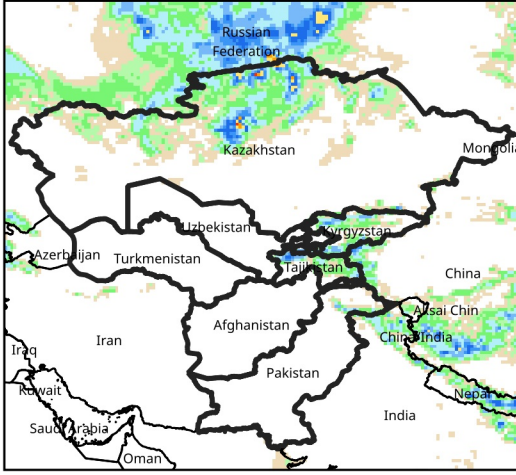 Russian
Federation
Kazakhstan
Mongolia
Uzbekistan
Kyrgyzstan
Azerbaijan
Turkmenistan
Tajikistan
China
Aksai Chin
Afghanistan
China/India
Iran
Iraq
Pakistan
Kuwait
Nepal
India
Saudi Arabia
Oman